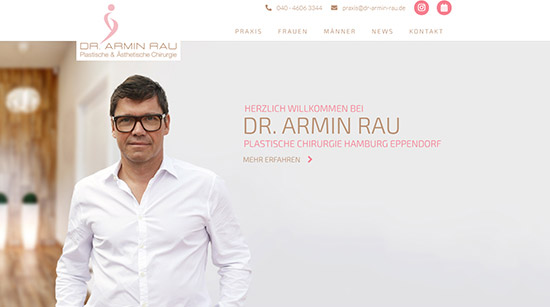 040 - 4606 3344 praxis@dr-armin-rau.de
DR. ARMIN RAU
Plastische & Ästhetische Chirurgie
PRAXIS FRAUEN MÄNNER NEWS KONTAKT
HERZLICH WILLKOMMEN BEI
DR. ARMIN RAU
PLASTISCHE CHIRURGIE HAMBURG EPPENDORF
MEHR ERFAHREN